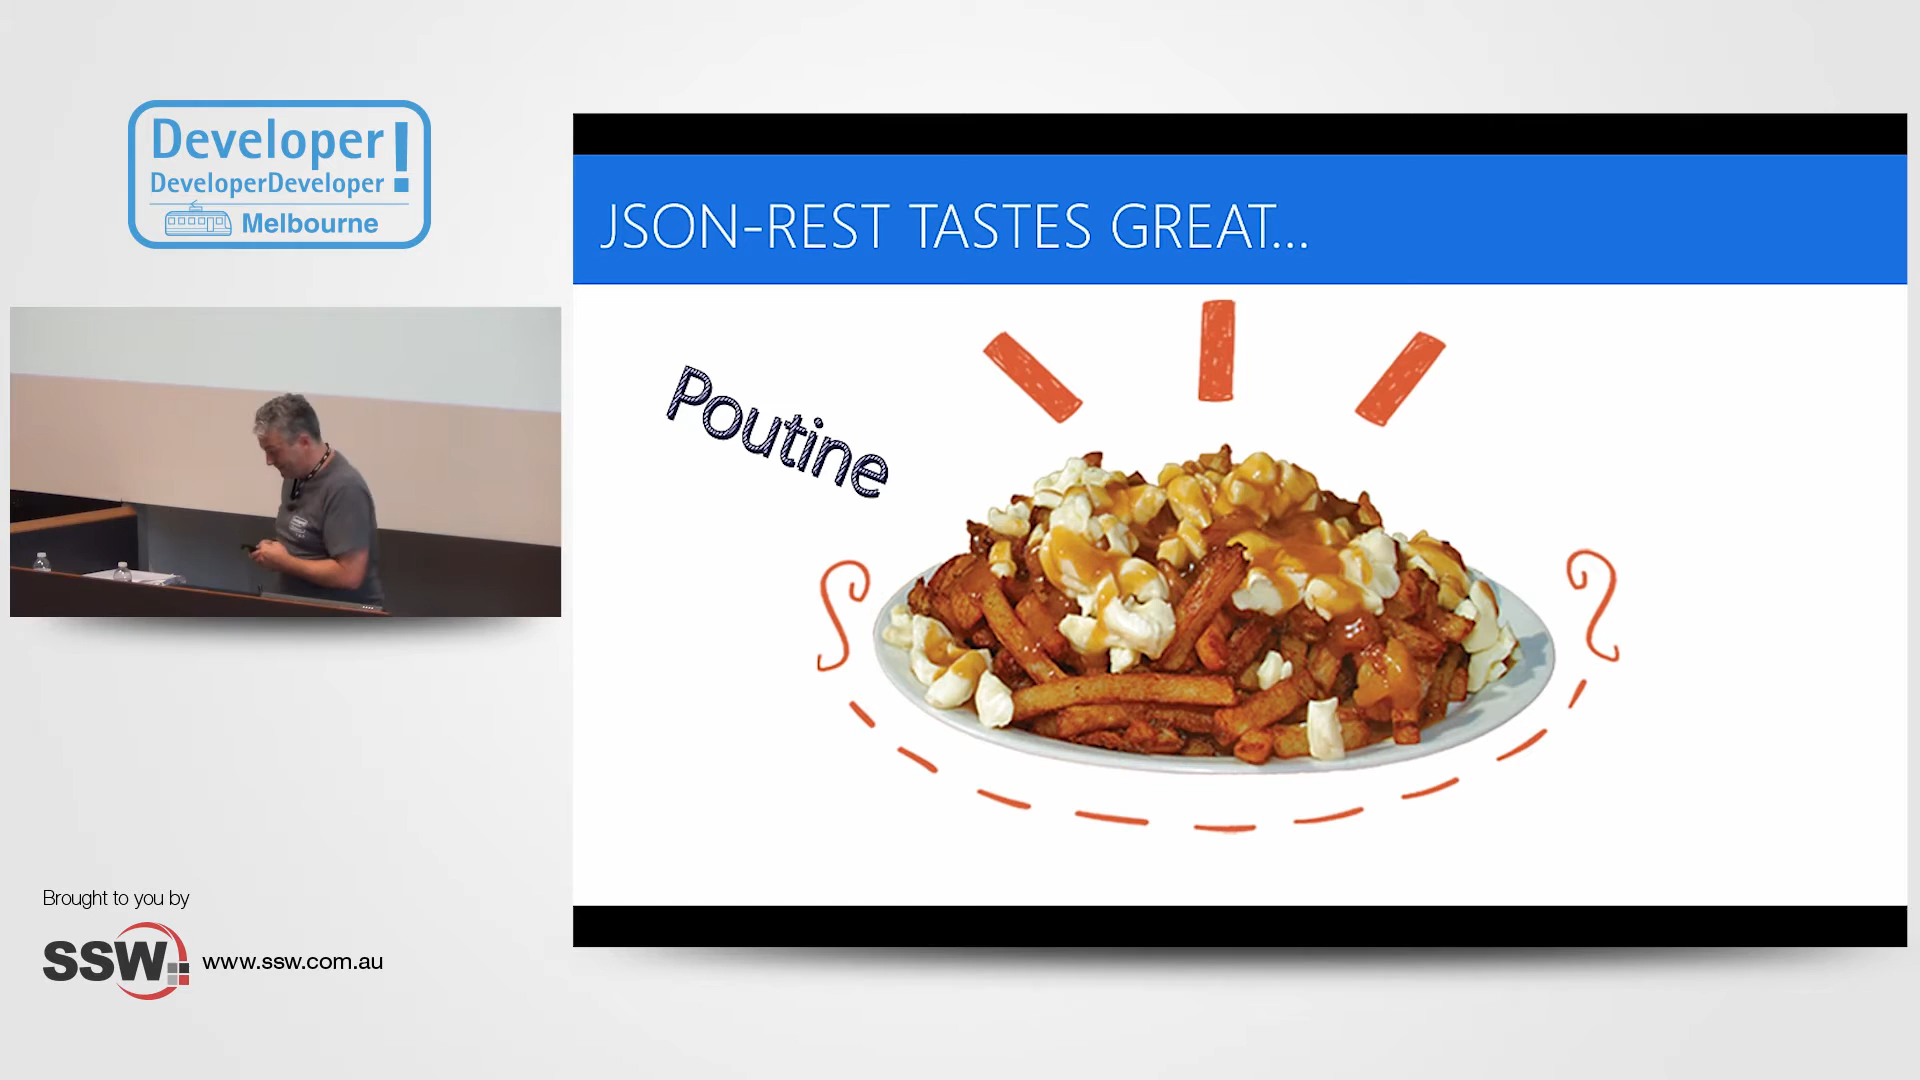 Developer!
DeveloperDeveloper
Melbourne
JSON-REST TASTES GREAT...
Poutine
Brought to you by
SSW www.ssw.com.au